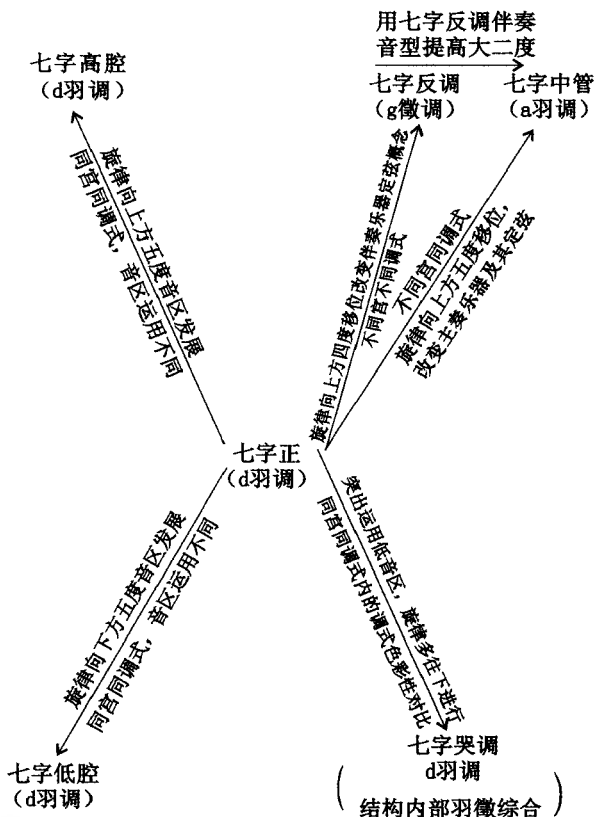 用七字反调伴奏
音型提高大二度
七字高腔
（d羽调）
七字反调
（g徵调）
七字中管
（a羽调）
旋律向上方五度音区发展
同宫同调式，音区运用不同
旋律向上方四度移位改变伴奏乐器定弦概念
不同宫不同调式
不同宫同调式
旋律向上方五度移位，
改变主奏乐器及其定弦
七字正
（d羽调）
旋律向下方五度音区发展
同宫同调式，音区运用不同
突出运用低音区，旋律多往下进行
同宫同调式内的调式色彩性对比
七字低腔
（d羽调）
七字哭调
d羽调
（结构内部羽徵综合）